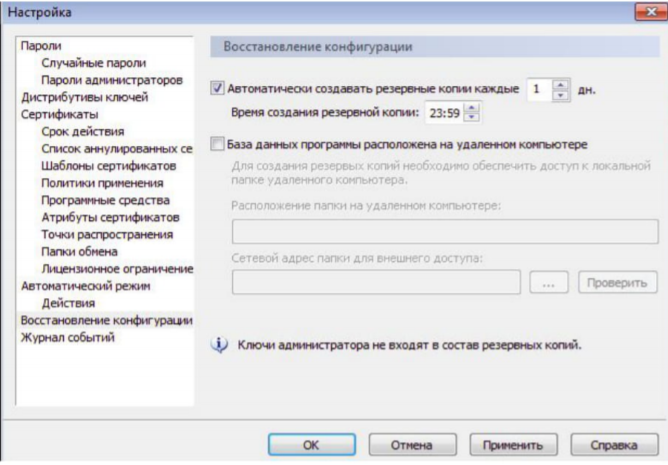 Настройка
Пароли
Случайные пароли
Пароли администраторов
Дистрибутивы ключей
Сертификаты
Срок действия
Список аннулированных се
Шаблоны сертификатов
Политики применения
Программные средства
Атрибуты сертификатов
Точки распространения
Папки обмена
Лицензионное ограничение
Автоматический режим
Действия
Восстановление конфигурации
Журнал событий
Восстановление конфигурации
Автоматически создавать резервные копии каждые 1 дн.
Время создания резервной копии: 23:59
База данных программы расположена на удаленном компьютере
Для создания резервых копий необходимо обеспечить доступ к локальной
папке удаленного компьютера.
Расположение папки на удаленном компьютере:
Сетевой адрес папки для внешнего доступа:
... Проверить
Ключи администратора не входят в состав резервных копий.
ОК Отмена Применить Справка